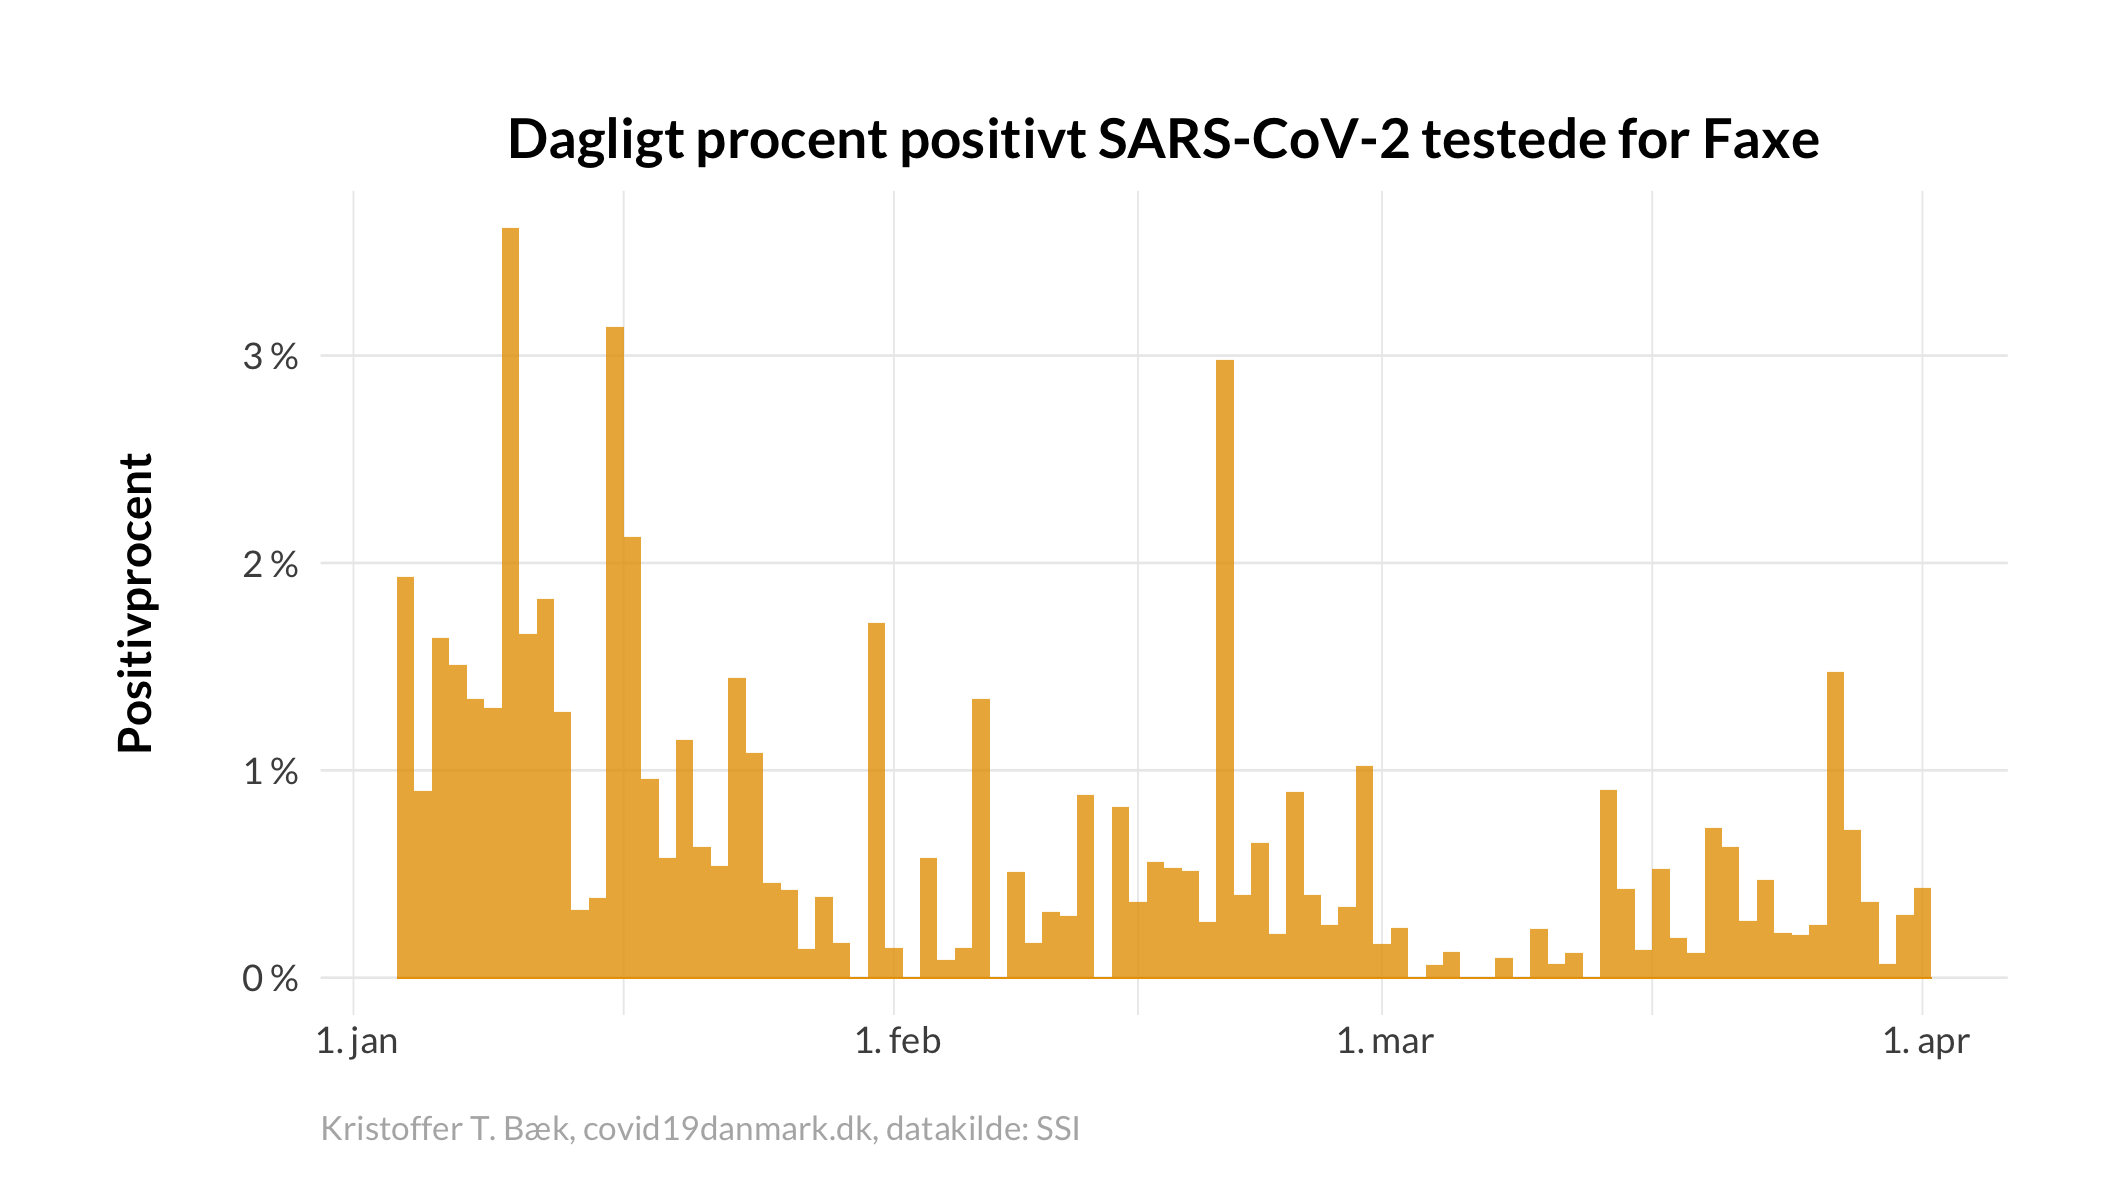 Dagligt procent positivt SARS-CoV-2 testede for Faxe
Positivprocent
3 %
2 %
1 %
0 %
1. jan
1. feb
1. mar
1. apr
Kristoffer T. Bæk, covid19danmark.dk, datakilde: SSI